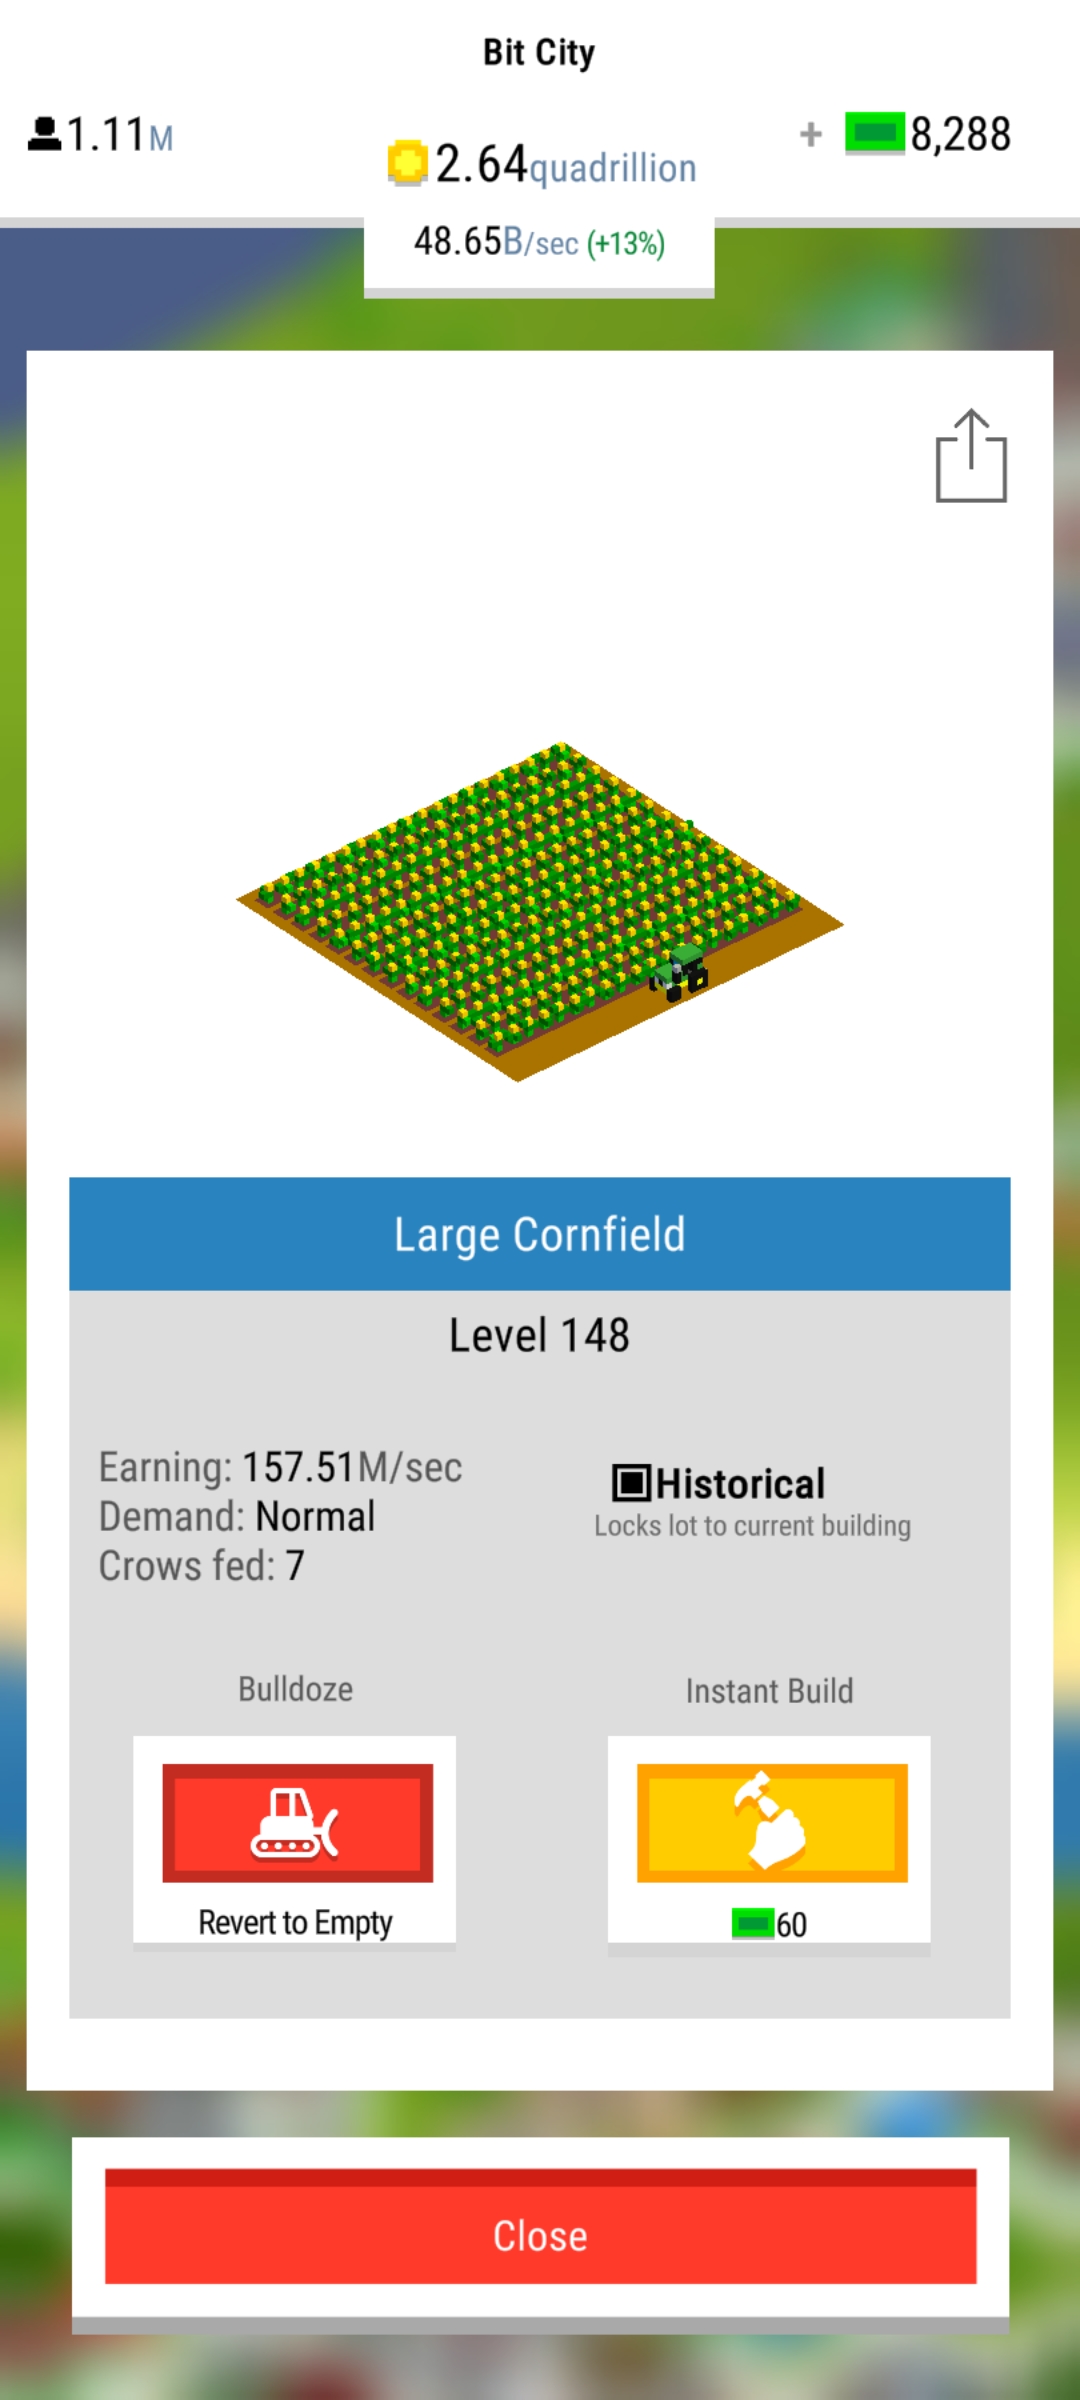 Bit City
1.11M
2.64quadrillion
+ 8,288
48.65B/sec (+13%)
Large Cornfield
Level 148
Earning: 157.51M/sec
Demand: Normal
Crows fed: 7
Historical
Locks lot to current building
Bulldoze
Revert to Empty
Instant Build
60
Close